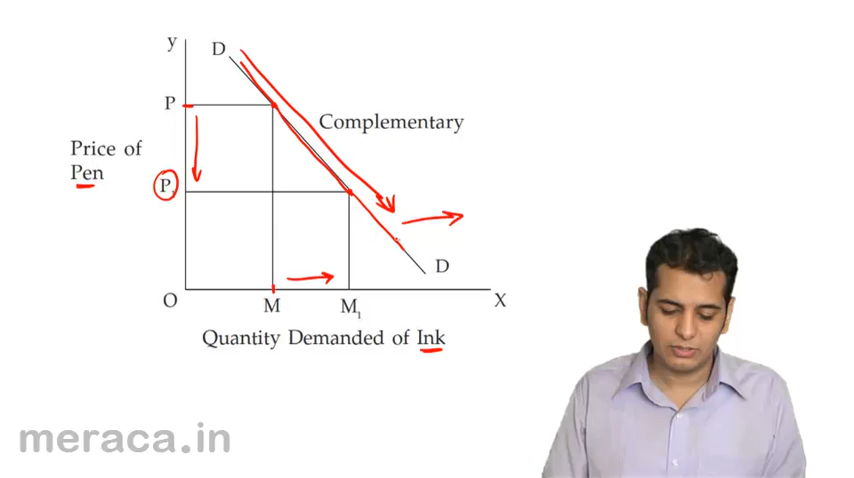 y
D
P
Complementary
Price of
Pen
P1
D
O
M
M1
X
Quantity Demanded of Ink
meraca.in